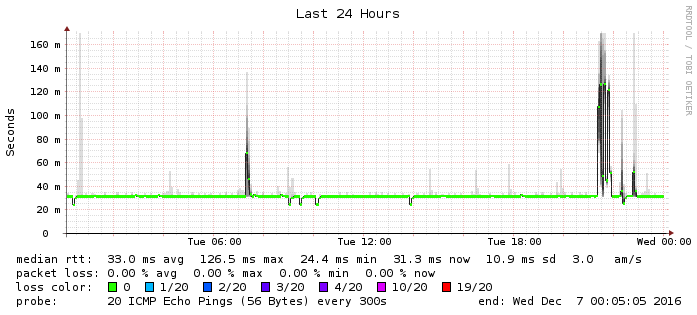 Last 24 Hours
RRDTOOL / TOBI OETIKER
Seconds
160 m
140 m
120 m
100 m
80 m
60 m
40 m
20 m
0
Tue 06:00 Tue 12:00 Tue 18:00 Wed 00:00
median rtt: 33.0 ms avg 126.5 ms max 24.4 ms min 31.3 ms now 10.9 ms sd 3.0 am/s
packet loss: 0.00 % avg 0.00 % max 0.00 % min 0.00 % now
loss color: 0 1/20 2/20 3/20 4/20 10/20 19/20
probe: 20 ICMP Echo Pings (56 Bytes) every 300s end: Wed Dec 7 00:05:05 2016